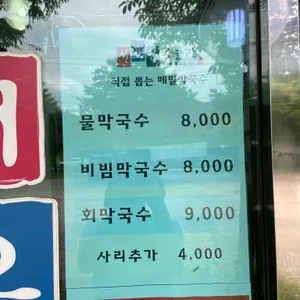 직접 뽑는 메밀막국수
물막국수 8,000
비빔막국수 8,000
회막국수 9,000
사리추가 4,000